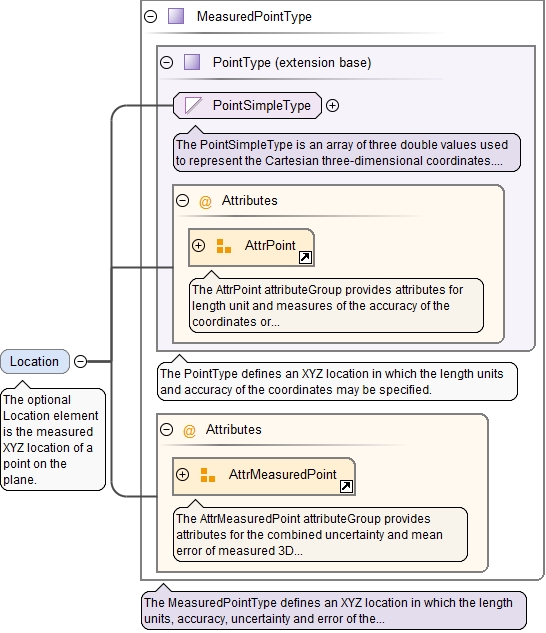 MeasuredPointType
PointType (extension base)
PointSimpleType
The PointSimpleType is an array of three double values used
to represent the Cartesian three-dimensional coordinates....
@ Attributes
AttrPoint
The AttrPoint attributeGroup provides attributes for
length unit and measures of the accuracy of the
coordinates or...
Location
The PointType defines an XYZ location in which the length units
and accuracy of the coordinates may be specified.
The optional
Location element
is the measured
XYZ location of a
point on the
plane.
@ Attributes
AttrMeasuredPoint
The AttrMeasuredPoint attributeGroup provides
attributes for the combined uncertainty and mean
error of measured 3D...
The MeasuredPointType defines an XYZ location in which the length
units, accuracy, uncertainty and error of the...